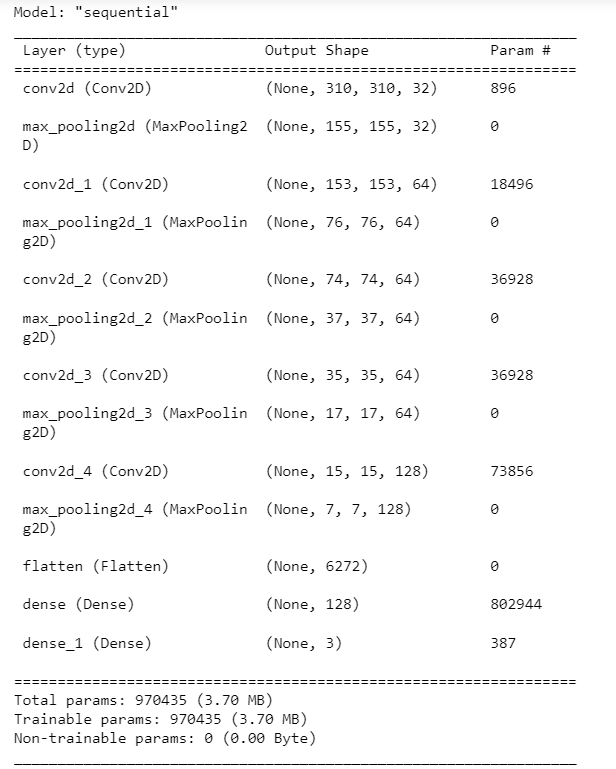 Model: "sequential"
Layer (type) Output Shape Param #
conv2d (Conv2D) (None, 310, 310, 32) 896
max_pooling2d (MaxPooling2 (None, 155, 155, 32) 0
D)
conv2d_1 (Conv2D) (None, 153, 153, 64) 18496
max_pooling2d_1 (MaxPoolin (None, 76, 76, 64) 0
g2D)
conv2d_2 (Conv2D) (None, 74, 74, 64) 36928
max_pooling2d_2 (MaxPoolin (None, 37, 37, 64) 0
g2D)
conv2d_3 (Conv2D) (None, 35, 35, 64) 36928
max_pooling2d_3 (MaxPoolin (None, 17, 17, 64) 0
g2D)
conv2d_4 (Conv2D) (None, 15, 15, 128) 73856
max_pooling2d_4 (MaxPoolin (None, 7, 7, 128) 0
g2D)
flatten (Flatten) (None, 6272) 0
dense (Dense) (None, 128) 802944
dense_1 (Dense) (None, 3) 387
Total params: 970435 (3.70 MB)
Trainable params: 970435 (3.70 MB)
Non-trainable params: 0 (0.00 Byte)